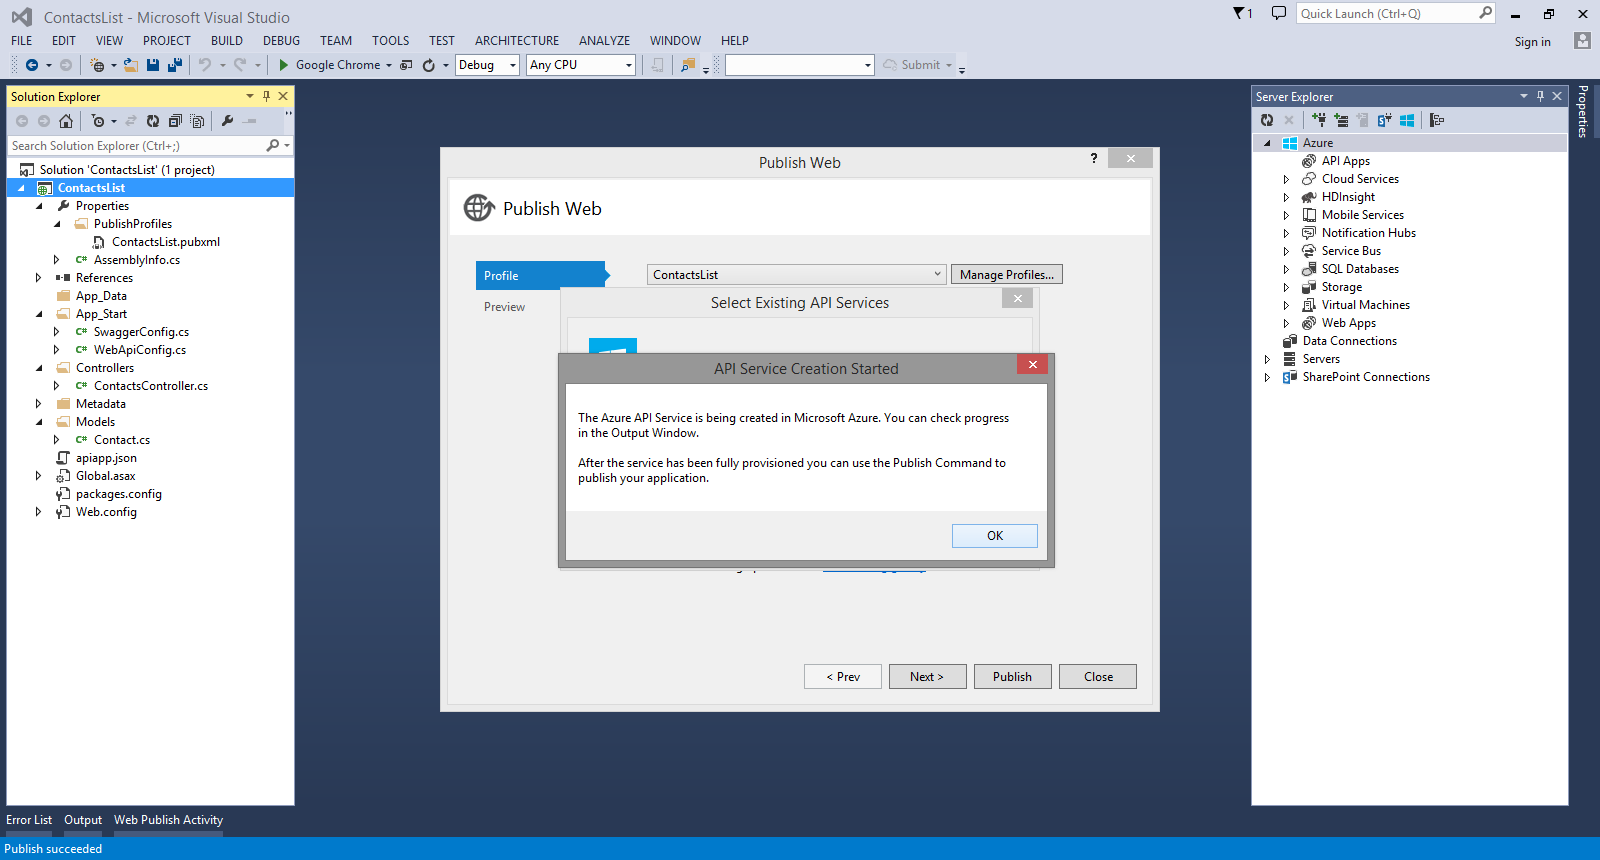 ContactsList - Microsoft Visual Studio
1
Quick Launch (Ctrl+Q)
FILE EDIT VIEW PROJECT BUILD DEBUG TEAM TOOLS TEST ARCHITECTURE ANALYZE WINDOW HELP
Sign in
Google Chrome Debug Any CPU Submit
Solution Explorer
Search Solution Explorer (Ctrl+;)
Solution 'ContactsList' (1 project)
ContactsList
Properties
PublishProfiles
ContactsList.pubxml
C# AssemblyInfo.cs
References
App_Data
App_Start
C# SwaggerConfig.cs
C# WebApiConfig.cs
Controllers
C# ContactsController.cs
Metadata
Models
C# Contact.cs
apiapp.json
Global.asax
packages.config
Web.config
Publish Web
?
Publish Web
Profile
ContactsList
Manage Profiles...
Preview
Select Existing API Services
API Service Creation Started
The Azure API Service is being created in Microsoft Azure. You can check progress
in the Output Window.
After the service has been fully provisioned you can use the Publish Command to
publish your application.
OK
< Prev
Next >
Publish
Close
Server Explorer
Azure
API Apps
Cloud Services
HDInsight
Mobile Services
Notification Hubs
Service Bus
SQL Databases
Storage
Virtual Machines
Web Apps
Data Connections
Servers
SharePoint Connections
Properties
Error List Output Web Publish Activity
Publish succeeded